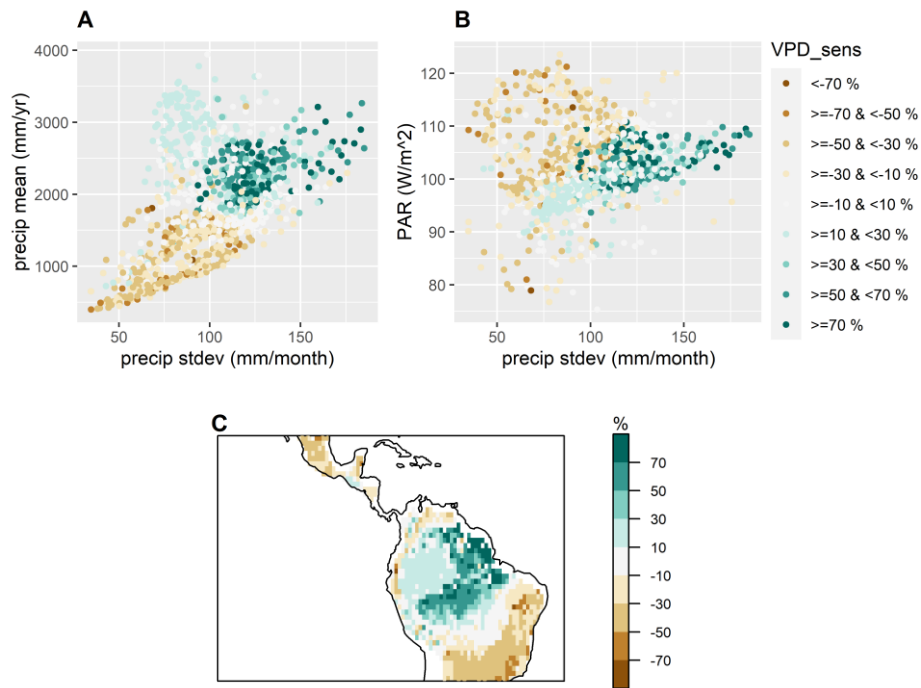 A
B
4000
3000
2000
1000
precip mean (mm/yr)
50
100
150
precip stdev (mm/month)
120
110
100
90
80
PAR (W/m^2)
50
100
150
precip stdev (mm/month)
VPD_sens
<-70 %
>=-70 & <-50 %
>=-50 & <-30 %
>=-30 & <-10 %
>=-10 & <10 %
>=10 & <30 %
>=30 & <50 %
>=50 & <70 %
>=70 %
C
%
70
50
30
10
-10
-30
-50
-70